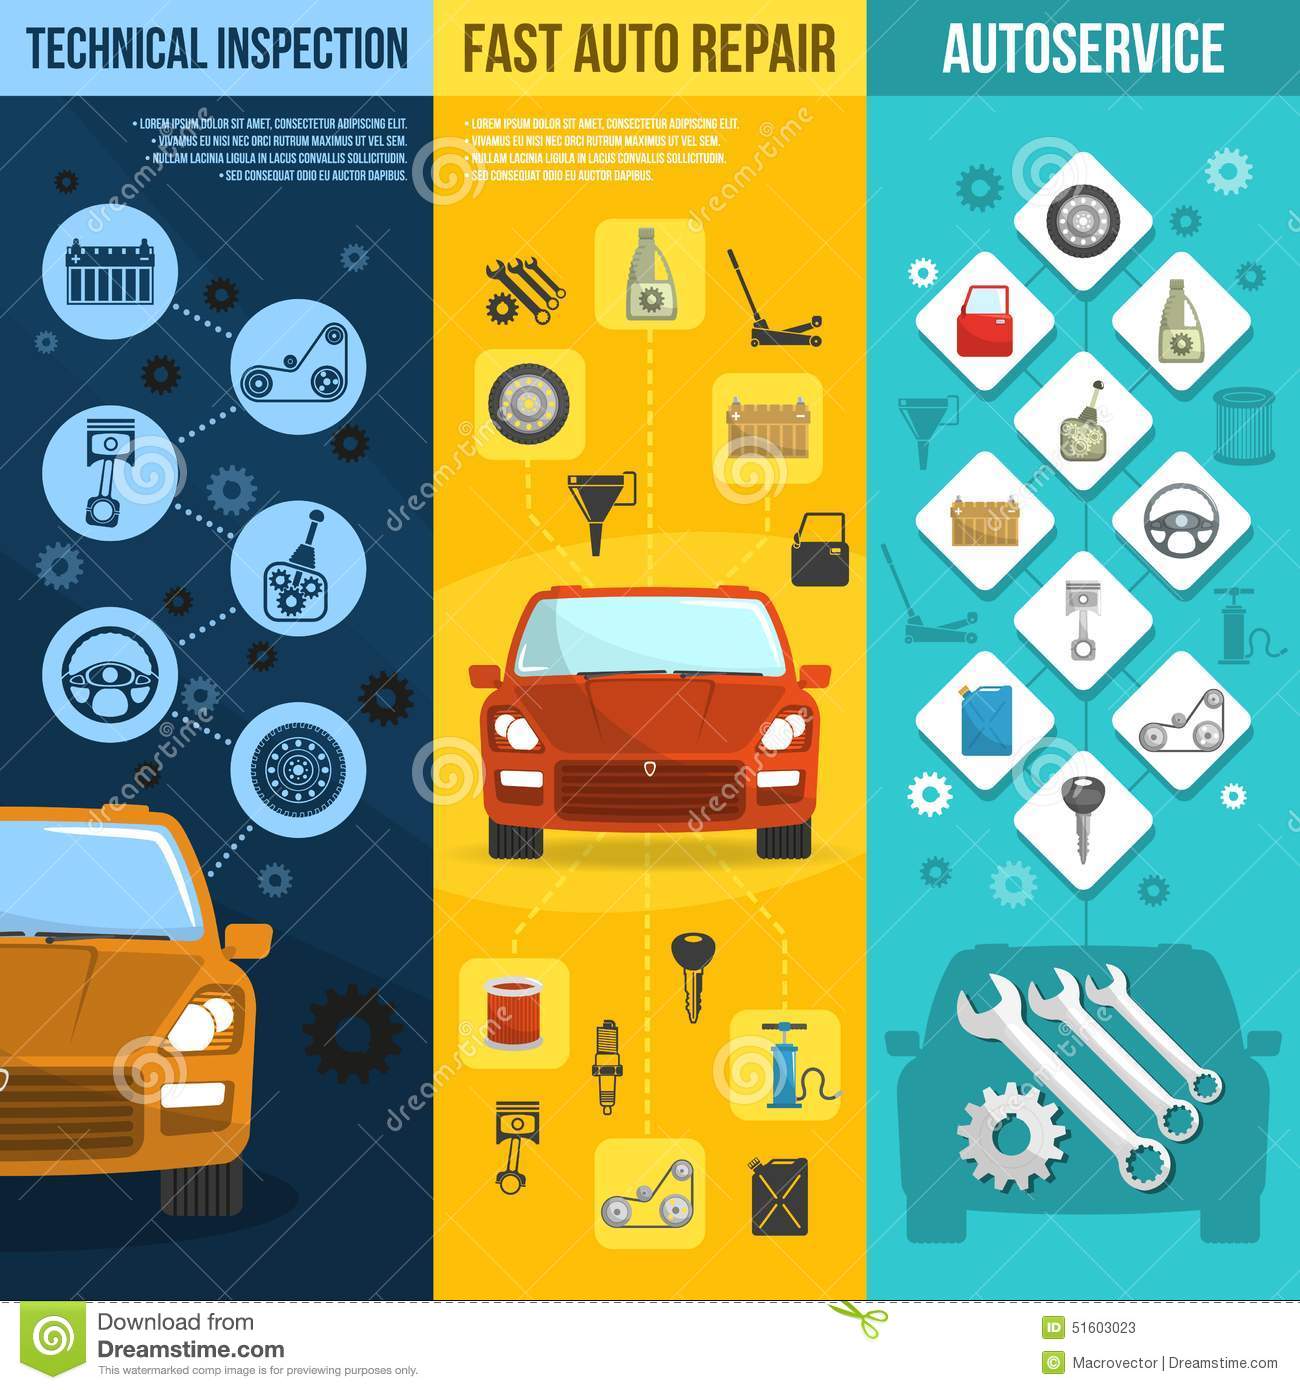 TECHNICAL INSPECTION
• LOREM IPSUM DOLOR SIT AMET, CONSECTETUR ADIPISCING ELIT.
• VIVAMUS EU NISI NEC ORCI RUTRUM MAXIMUS UT VEL SEM.
• NULLAM LACINIA LIGULA IN LACUS CONVALLIS SOLLICITUDIN.
• SED CONSEQUAT ODIO EU AUCTOR DAPIBUS.
FAST AUTO REPAIR
• LOREM IPSUM DOLOR SIT AMET, CONSECTETUR ADIPISCING ELIT.
• VIVAMUS EU NISI NEC ORCI RUTRUM MAXIMUS UT VEL SEM.
• NULLAM LACINIA LIGULA IN LACUS CONVALLIS SOLLICITUDIN.
• SED CONSEQUAT ODIO EU AUCTOR DAPIBUS.
AUTOSERVICE
Download from
Dreamstime.com
This watermarked comp image is for previewing purposes only.
ID 51603023
© Macrovector | Dreamstime.com